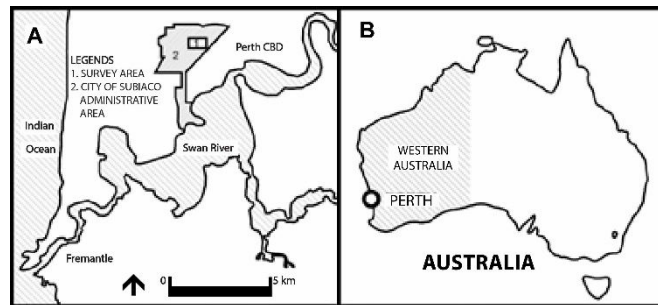 A
LEGENDS
1. SURVEY AREA
2. CITY OF SUBIACO
ADMINISTRATIVE
AREA
1
2
Perth CBD
Indian
Ocean
Swan River
Fremantle
0
5 km
B
WESTERN
AUSTRALIA
PERTH
AUSTRALIA